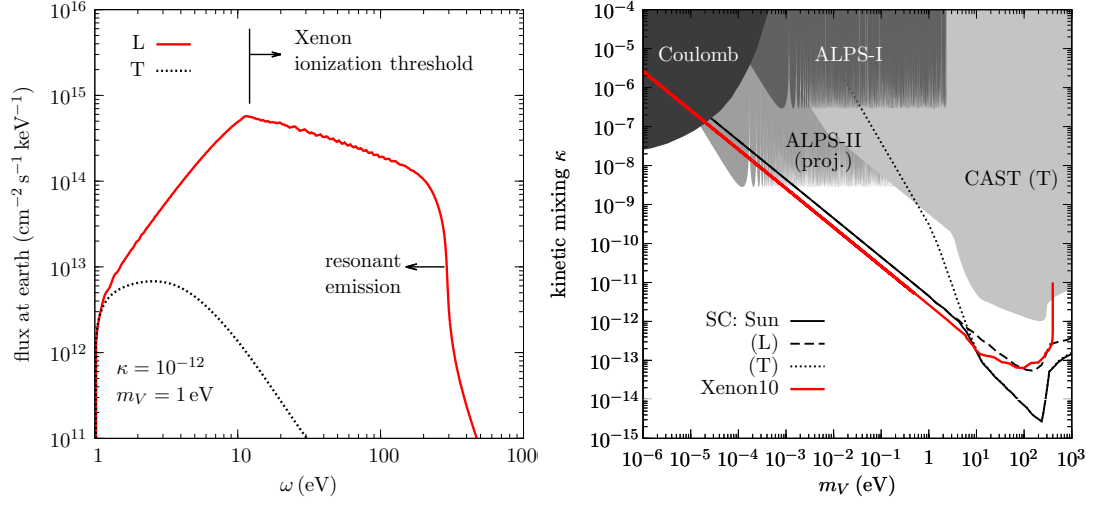 10^16
10^15
10^14
10^13
10^12
10^11
flux at earth (cm^−2 s^−1 keV^−1)
L
T
Xenon
ionization threshold
resonant
emission
κ = 10^−12
m_V = 1 eV
1
10
100
1000
ω (eV)
10^−4
10^−5
10^−6
10^−7
10^−8
10^−9
10^−10
10^−11
10^−12
10^−13
10^−14
10^−15
kinetic mixing κ
Coulomb
ALPS-I
ALPS-II
(proj.)
CAST (T)
SC: Sun
(L)
(T)
Xenon10
10^−6
10^−5
10^−4
10^−3
10^−2
10^−1
1
10^1
10^2
10^3
m_V (eV)